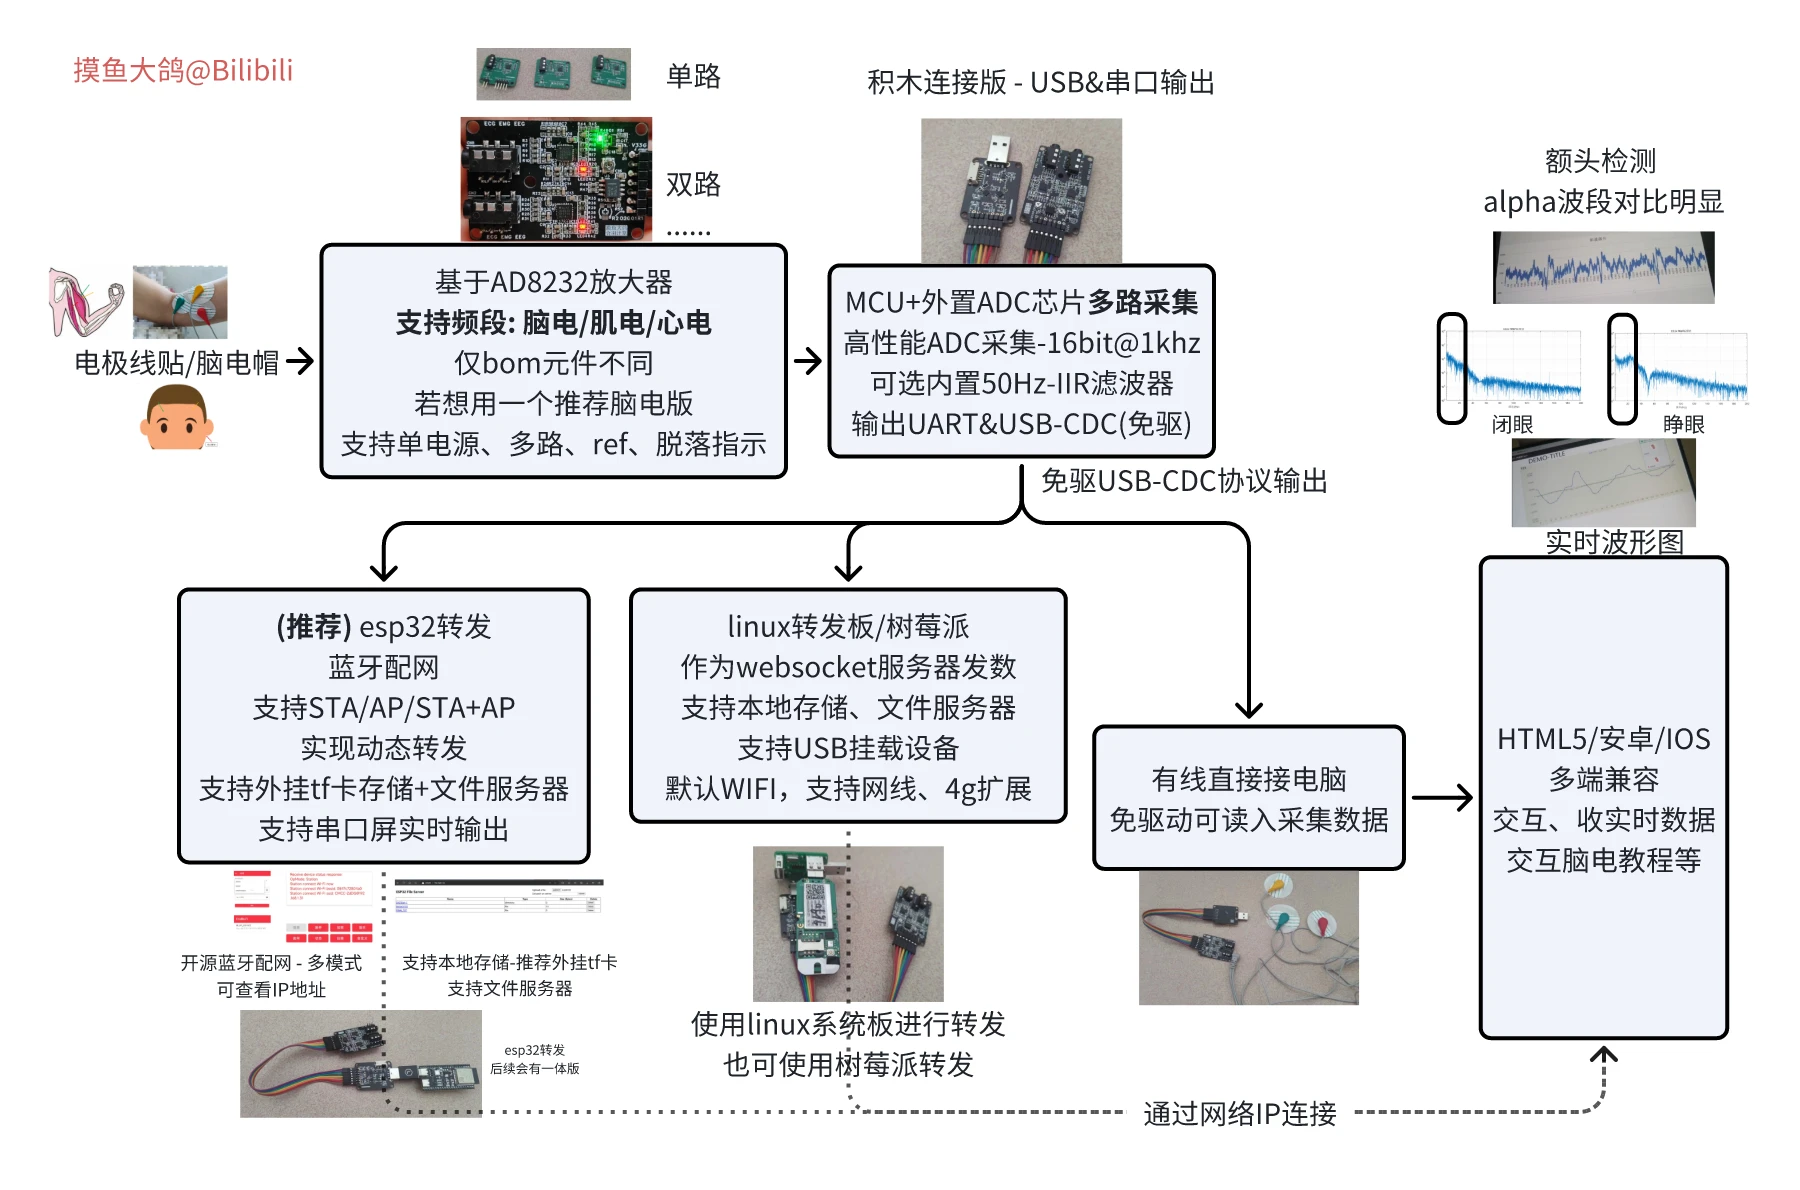 摸鱼大鸽@Bilibili
单路
双路
......
ECG EMG EEG
积木连接版 - USB&串口输出
额头检测
alpha波段对比明显
电极线贴/脑电帽
基于AD8232放大器
支持频段: 脑电/肌电/心电
仅bom元件不同
若想用一个推荐脑电版
支持单电源、多路、ref、脱落指示
MCU+外置ADC芯片多路采集
高性能ADC采集-16bit@1khz
可选内置50Hz-IIR滤波器
输出UART&USB-CDC(免驱)
闭眼
睁眼
DEMO-TITLE
实时波形图
免驱USB-CDC协议输出
(推荐) esp32转发
蓝牙配网
支持STA/AP/STA+AP
实现动态转发
支持外挂tf卡存储+文件服务器
支持串口屏实时输出
linux转发板/树莓派
作为websocket服务器发数
支持本地存储、文件服务器
支持USB挂载设备
默认WIFI，支持网线、4g扩展
有线直接接电脑
免驱动可读入采集数据
HTML5/安卓/IOS
多端兼容
交互、收实时数据
交互脑电教程等
开源蓝牙配网 - 多模式
可查看IP地址
支持本地存储-推荐外挂tf卡
支持文件服务器
esp32转发
后续会有一体版
使用linux系统板进行转发
也可使用树莓派转发
通过网络IP连接